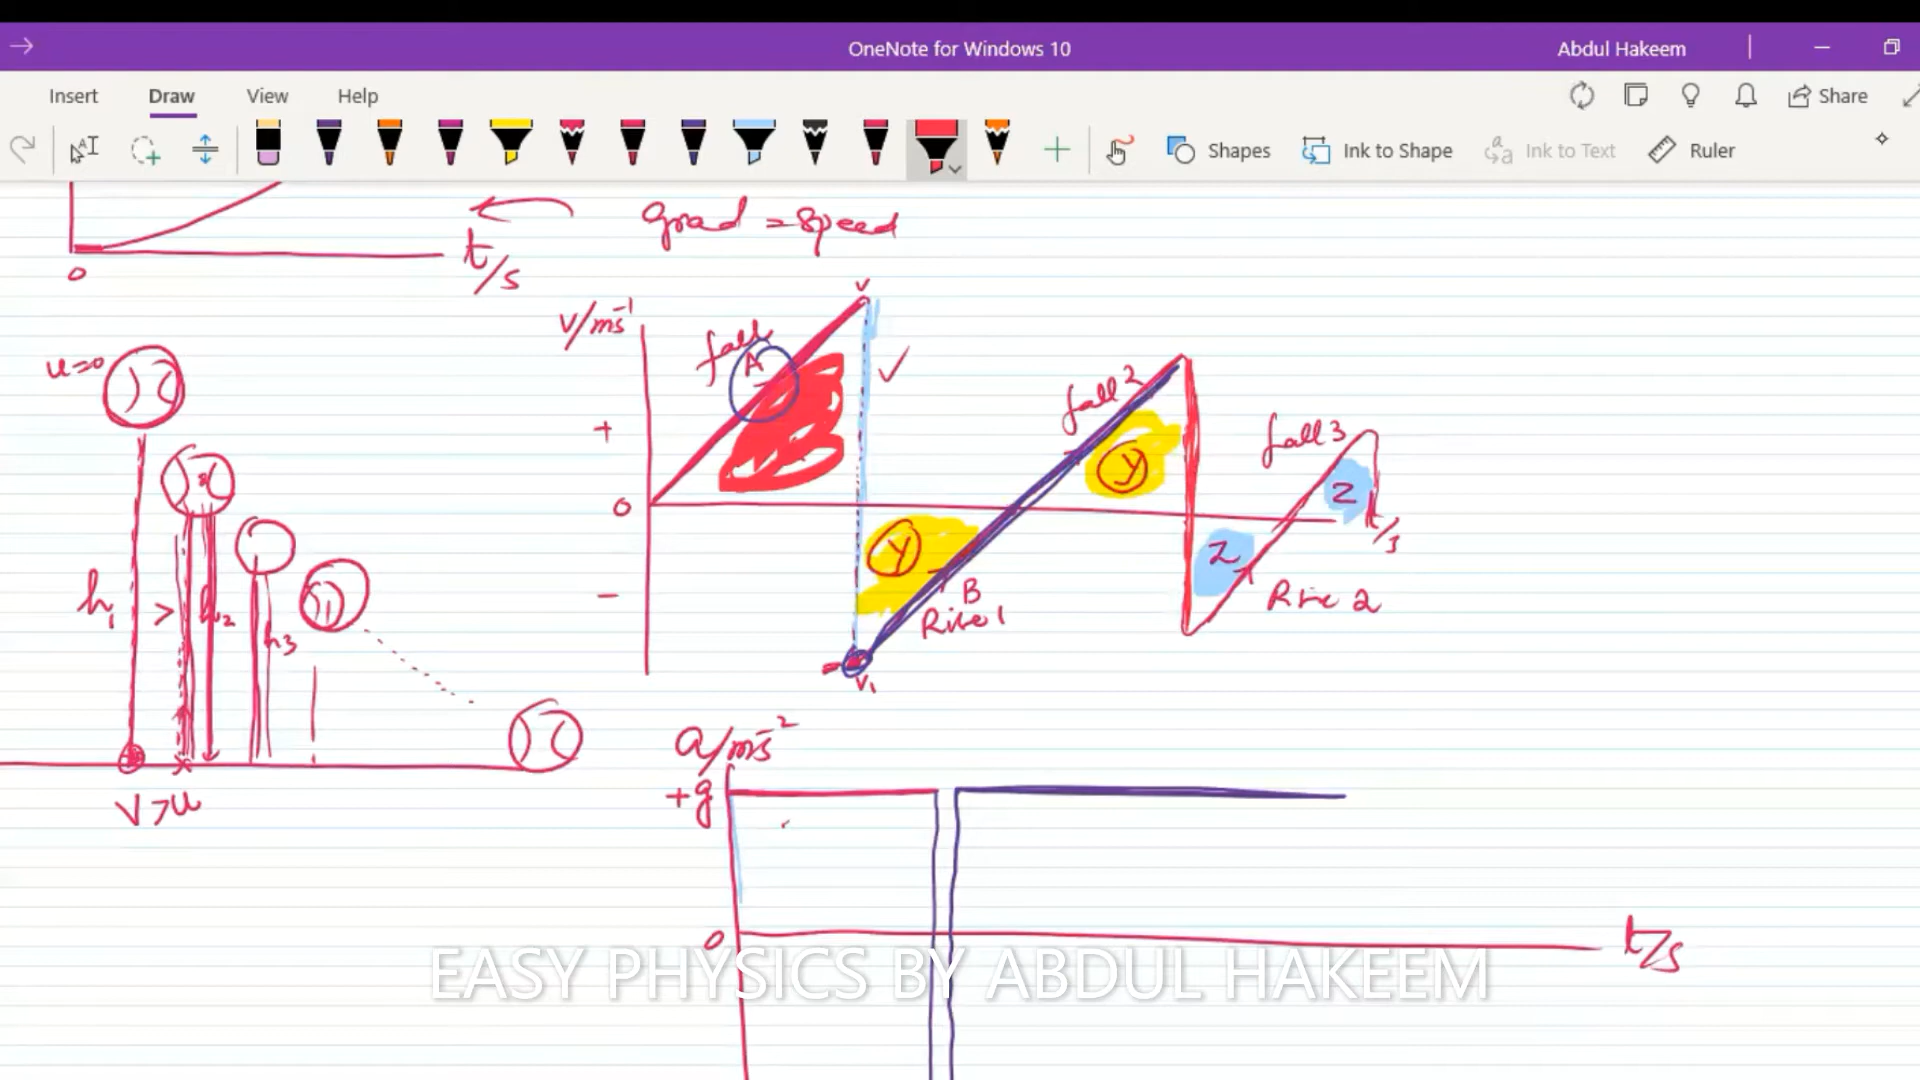 OneNote for Windows 10
Abdul Hakeem
Insert Draw View Help
Share
Shapes Ink to Shape Ink to Text Ruler
grad = speed
t/s
0
V/ms⁻¹
v
fall
A
+
0
-
y
B
Rise 1
V₁
fall 2
y
fall 3
z
z
Rise 2
t/s
u=0
h₁ > h₂
h₃
V>u
a/ms⁻²
+g
0
t/s
EASY PHYSICS BY ABDUL HAKEEM